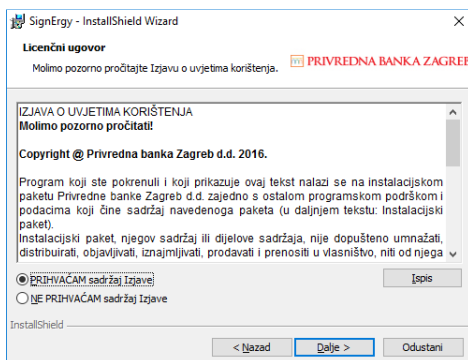 SignErgy - InstallShield Wizard
Licenčni ugovor
Molimo pozorno pročitajte Izjavu o uvjetima korištenja.
PRIVREDNA BANKA ZAGREB
IZJAVA O UVJETIMA KORIŠTENJA
Molimo pozorno pročitati!
Copyright @ Privredna banka Zagreb d.d. 2016.
Program koji ste pokrenuli i koji prikazuje ovaj tekst nalazi se na instalacijskom
paketu Privredne banke Zagreb d.d. zajedno s ostalom programskom podrškom i
podacima koji čine sadržaj navedenoga paketa (u daljnjem tekstu: Instalacijski
paket).
Instalacijski paket, njegov sadržaj ili dijelove sadržaja, nije dopušteno umnažati,
distribuirati, objavljivati, iznajmljivati, prodavati i prenositi u vlasništvo, niti od njega
PRIHVAĆAM sadržaj Izjave
Ispis
NE PRIHVAĆAM sadržaj Izjave
InstallShield
< Nazad
Dalje >
Odustani